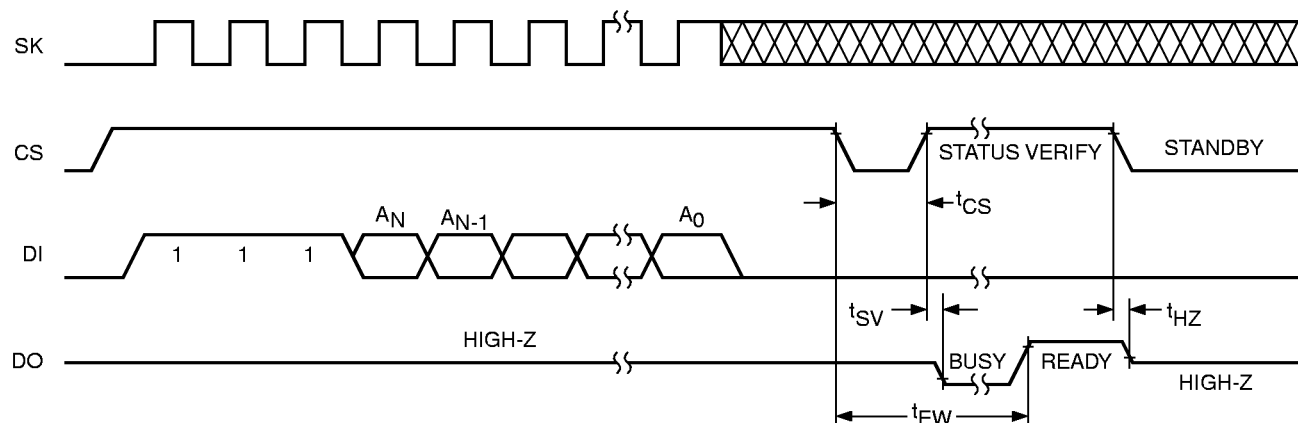 SK
CS
STATUS VERIFY
STANDBY
tCS
AN
AN-1
A0
DI
1 1 1
tSV
tHZ
HIGH-Z
DO
BUSY
READY
HIGH-Z
tEW